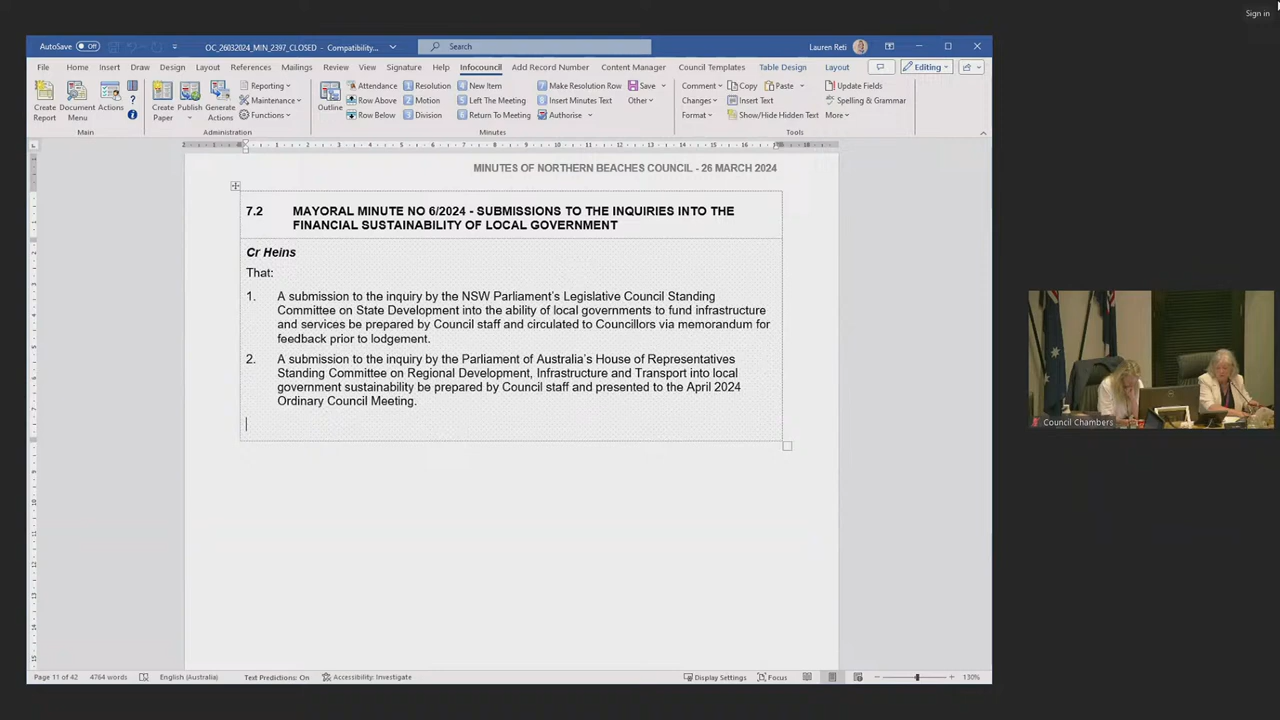 Sign in
AutoSave Off OC_26032024_MIN_2397_CLOSED - Compatibility... Search Lauren Reti
File Home Insert Draw Design Layout References Mailings Review View Signature Help Infocouncil Add Record Number Content Manager Council Templates Table Design Layout Editing
Create Report
Document Menu
Actions
Create Paper
Publish
Generate Actions
Reporting
Maintenance
Functions
Outline
Attendance
Row Above
Row Below
1 Resolution
2 Motion
3 Division
4 New Item
5 Left The Meeting
6 Return To Meeting
7 Make Resolution Row
8 Insert Minutes Text
Authorise
Save
Other
Comment
Changes
Format
Copy
Paste
Insert Text
Show/Hide Text
Update Fields
Spelling & Grammar
More
Main Administration Minutes Tools
MINUTES OF NORTHERN BEACHES COUNCIL - 26 MARCH 2024
7.2 MAYORAL MINUTE NO 6/2024 - SUBMISSIONS TO THE INQUIRIES INTO THE
FINANCIAL SUSTAINABILITY OF LOCAL GOVERNMENT
Cr Heins
That:
1. A submission to the inquiry by the NSW Parliament's Legislative Council Standing
Committee on State Development into the ability of local governments to fund infrastructure
and services be prepared by Council staff and circulated to Councillors via memorandum for
feedback prior to lodgement.
2. A submission to the inquiry by the Parliament of Australia's House of Representatives
Standing Committee on Regional Development, Infrastructure and Transport into local
government sustainability be prepared by Council staff and presented to the April 2024
Ordinary Council Meeting.
Council Chambers
Page 11 of 42 4764 words English (Australia) Text Predictions: On Accessibility: Investigate Display Settings Focus 130%